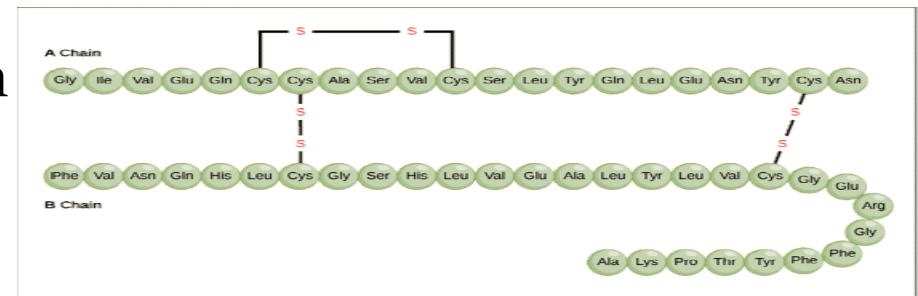 S S
A Chain
Gly Ile Val Glu Gln Cys Cys Ala Ser Val Cys Ser Leu Tyr Gln Leu Glu Asn Tyr Cys Asn
S S
S S
Phe Val Asn Gln His Leu Cys Gly Ser His Leu Val Glu Ala Leu Tyr Leu Val Cys Gly Glu
B Chain
Arg
Gly
Ala Lys Pro Thr Tyr Phe Phe